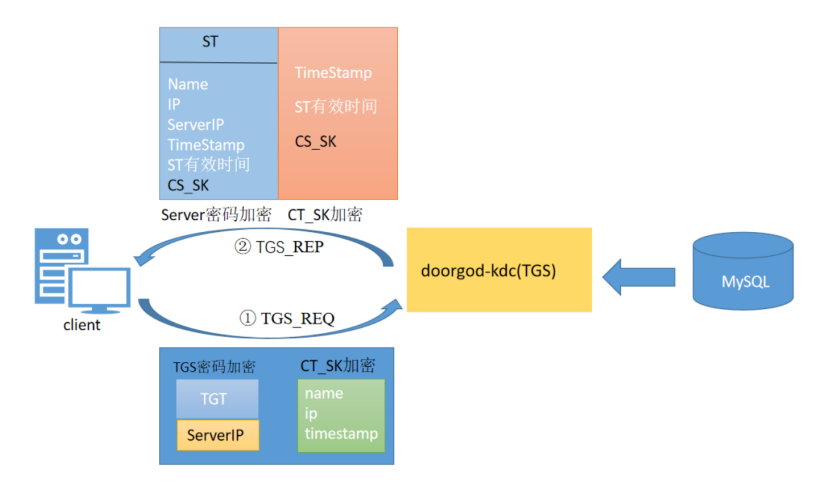 ST
Name
IP
ServerIP
TimeStamp
ST有效时间
CS_SK
TimeStamp
ST有效时间
CS_SK
Server密码加密
CT_SK加密
② TGS_REP
doorgod-kdc(TGS)
MySQL
client
① TGS_REQ
TGS密码加密
CT_SK加密
TGT
ServerIP
name
ip
timestamp